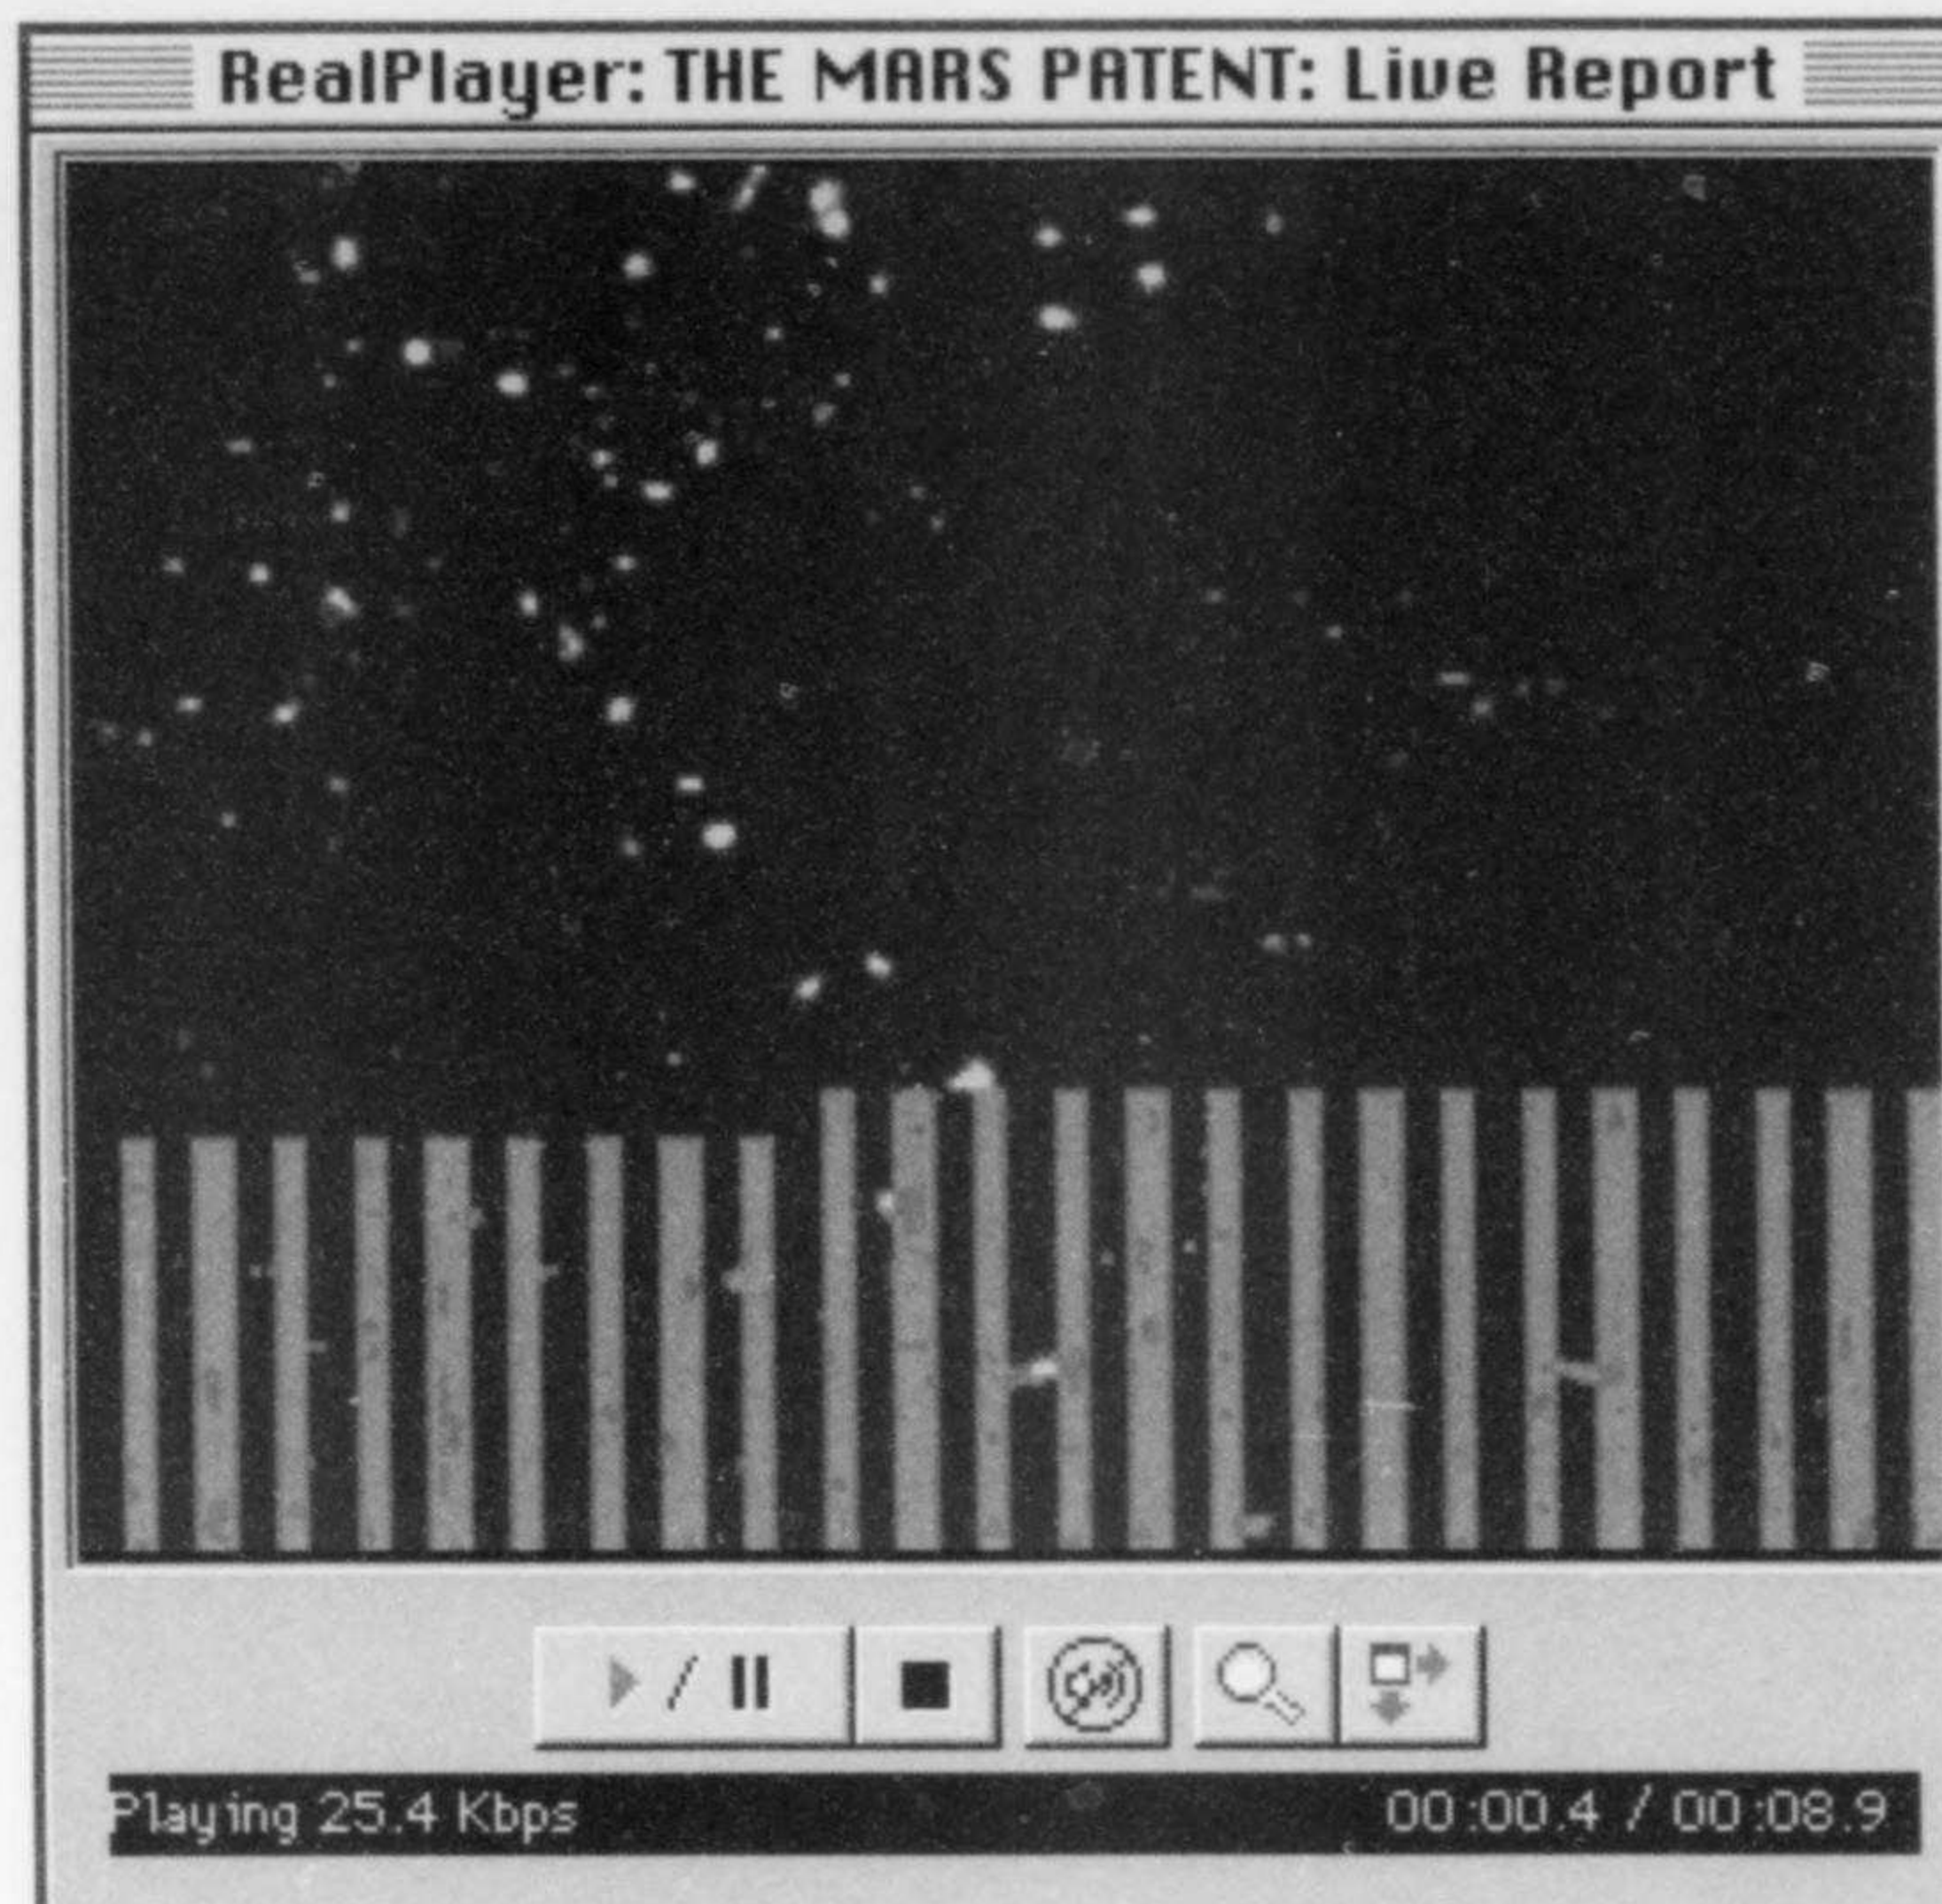 RealPlayer: THE MARS PATENT: Live Report
Playing 25.4 Kbps
00:00.4 / 00:08.9